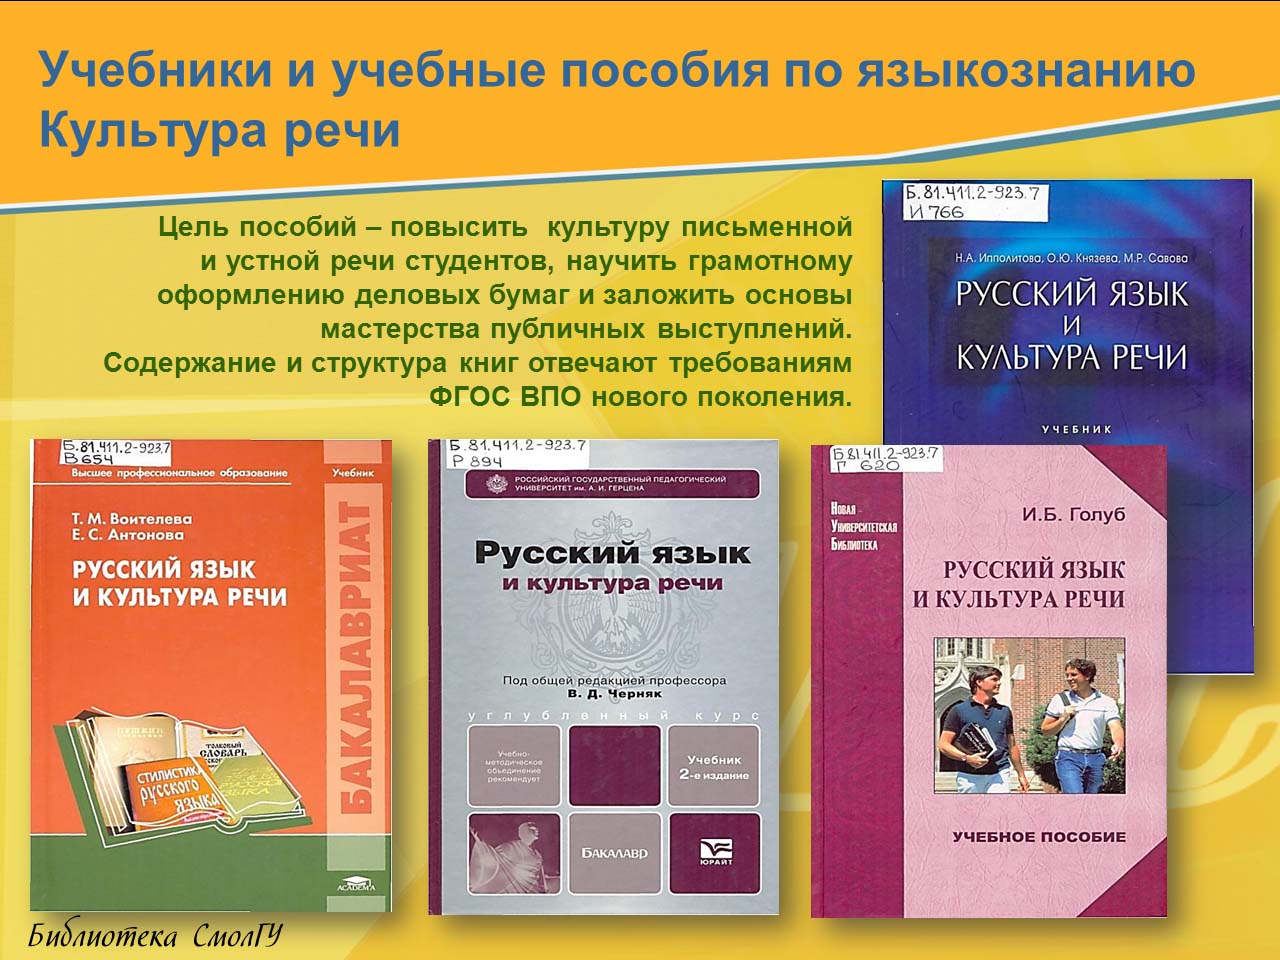 Учебники и учебные пособия по языкознанию
Культура речи
Цель пособий – повысить культуру письменной
и устной речи студентов, научить грамотному
оформлению деловых бумаг и заложить основы
мастерства публичных выступлений.
Содержание и структура книг отвечают требованиям
ФГОС ВПО нового поколения.
Б.81.411.2-923.7
И 766
Н.А. Ипполитова, О.Ю. Князева, М.Р. Савова
РУССКИЙ ЯЗЫК
И
КУЛЬТУРА РЕЧИ
УЧЕБНИК
Б.81.411.2-923.7
В 654
Высшее профессиональное образование
Учебник
Т. М. Воителева
Е. С. Антонова
РУССКИЙ ЯЗЫК
И КУЛЬТУРА РЕЧИ
БАКАЛАВРИАТ
ТОЛКОВЫЙ
СЛОВАРЬ
СТИЛИСТИКА
РУССКОГО
ЯЗЫКА
ACADEMA
Б.81.411.2-923.7
Р 894
РОССИЙСКИЙ ГОСУДАРСТВЕННЫЙ ПЕДАГОГИЧЕСКИЙ
УНИВЕРСИТЕТ им. А. И. ГЕРЦЕНА
Русский язык
и культура речи
Под общей редакцией профессора
В. Д. Черняк
углубленный курс
Учебно-
методическое
объединение
рекомендует
Учебник
2-е издание
БАКАЛАВР
ЮРАЙТ
Б 81.411.2-923.7
Г 620
НОВАЯ
УНИВЕРСИТЕТСКАЯ
БИБЛИОТЕКА
И.Б. Голуб
РУССКИЙ ЯЗЫК
И КУЛЬТУРА РЕЧИ
УЧЕБНОЕ ПОСОБИЕ
Библиотека СмолГУ